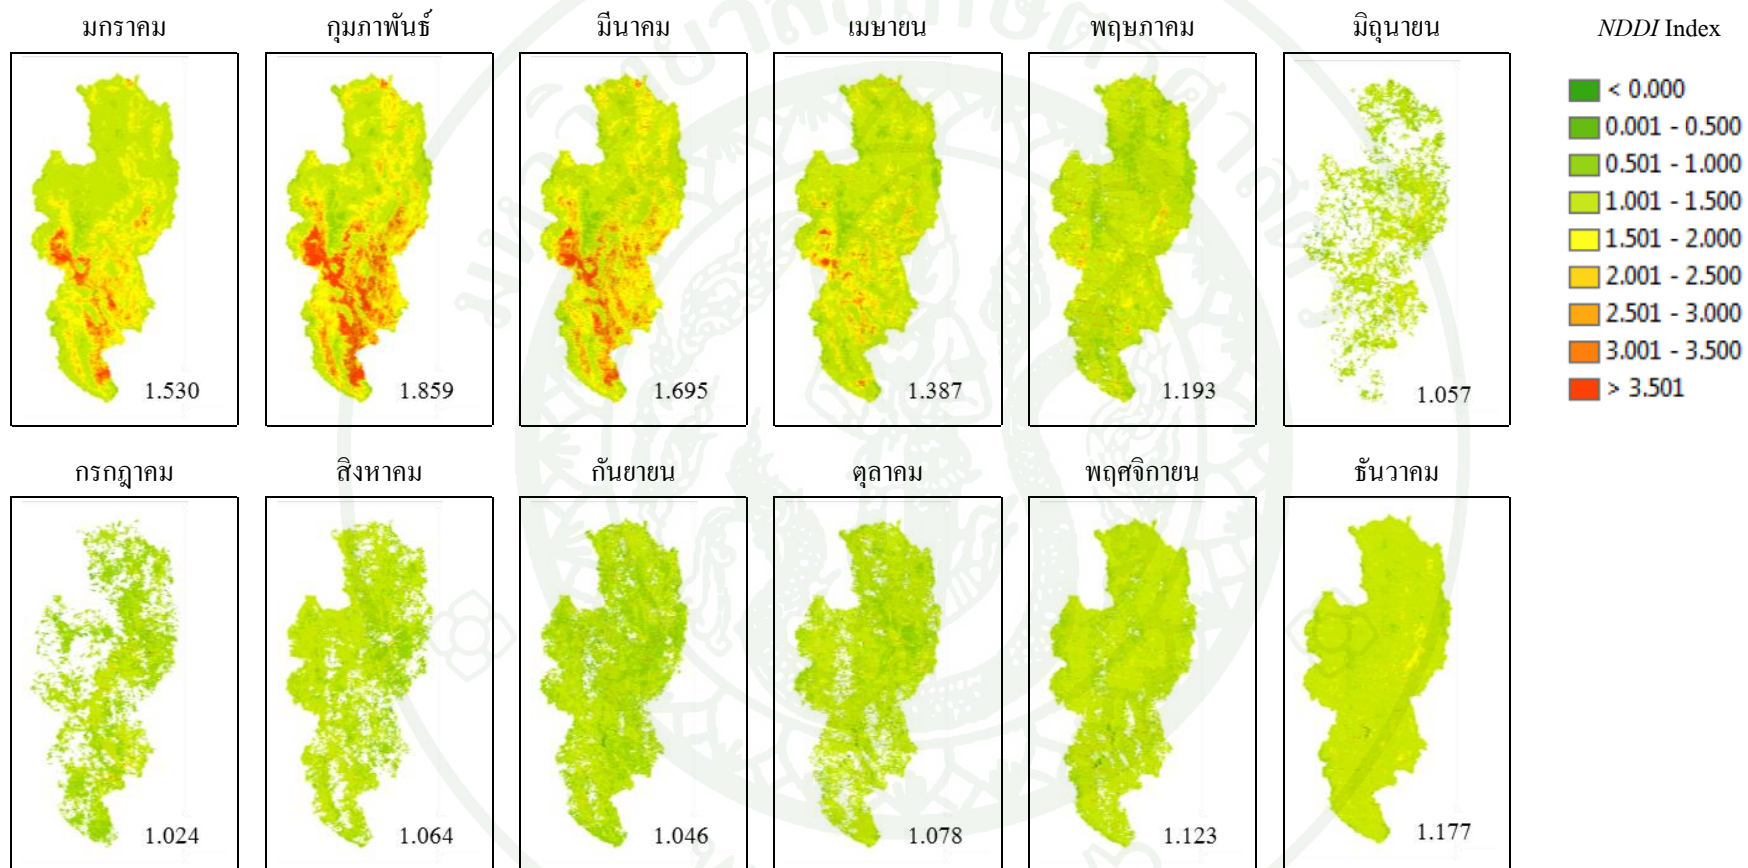 มกราคม กุมภาพันธ์ มีนาคม เมษายน พฤษภาคม มิถุนายน NDDI Index
< 0.000
0.001 - 0.500
0.501 - 1.000
1.001 - 1.500
1.501 - 2.000
2.001 - 2.500
2.501 - 3.000
3.001 - 3.500
> 3.501
1.530 1.859 1.695 1.387 1.193 1.057
กรกฎาคม สิงหาคม กันยายน ตุลาคม พฤศจิกายน ธันวาคม
1.024 1.064 1.046 1.078 1.123 1.177